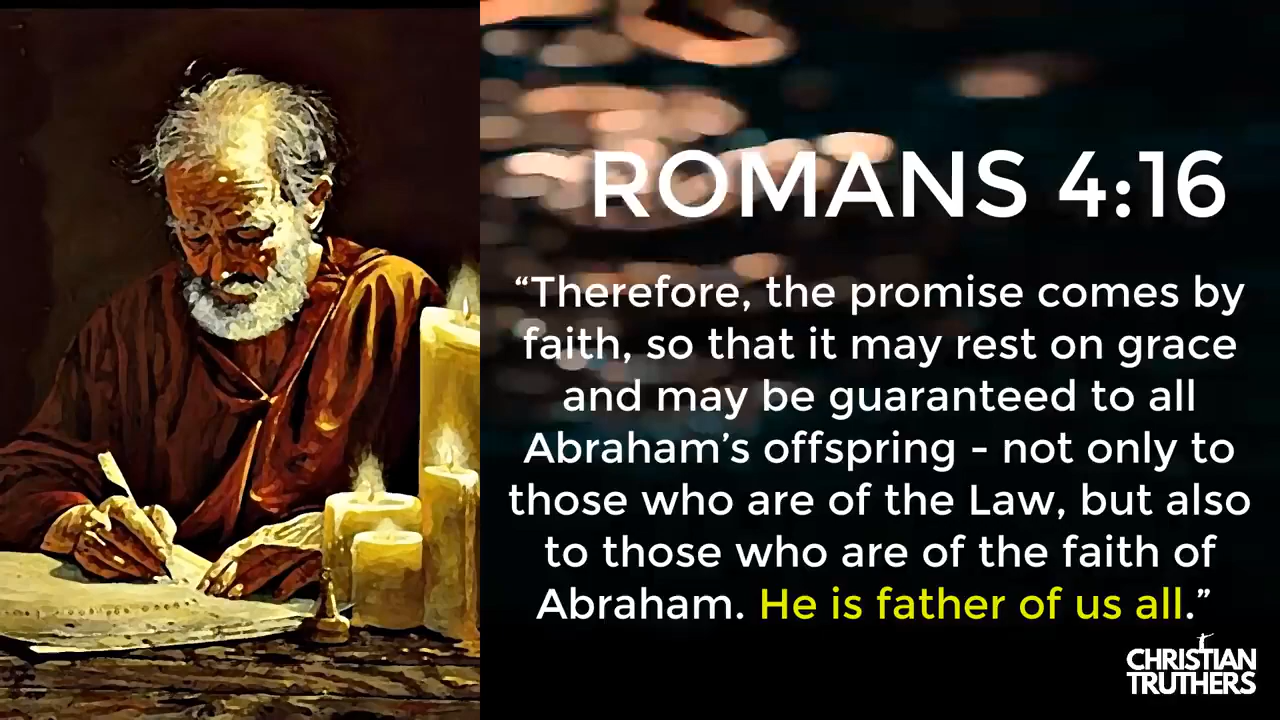 ROMANS 4:16
“Therefore, the promise comes by
faith, so that it may rest on grace
and may be guaranteed to all
Abraham’s offspring - not only to
those who are of the Law, but also
to those who are of the faith of
Abraham. He is father of us all.”
CHRISTIAN
TRUTHERS